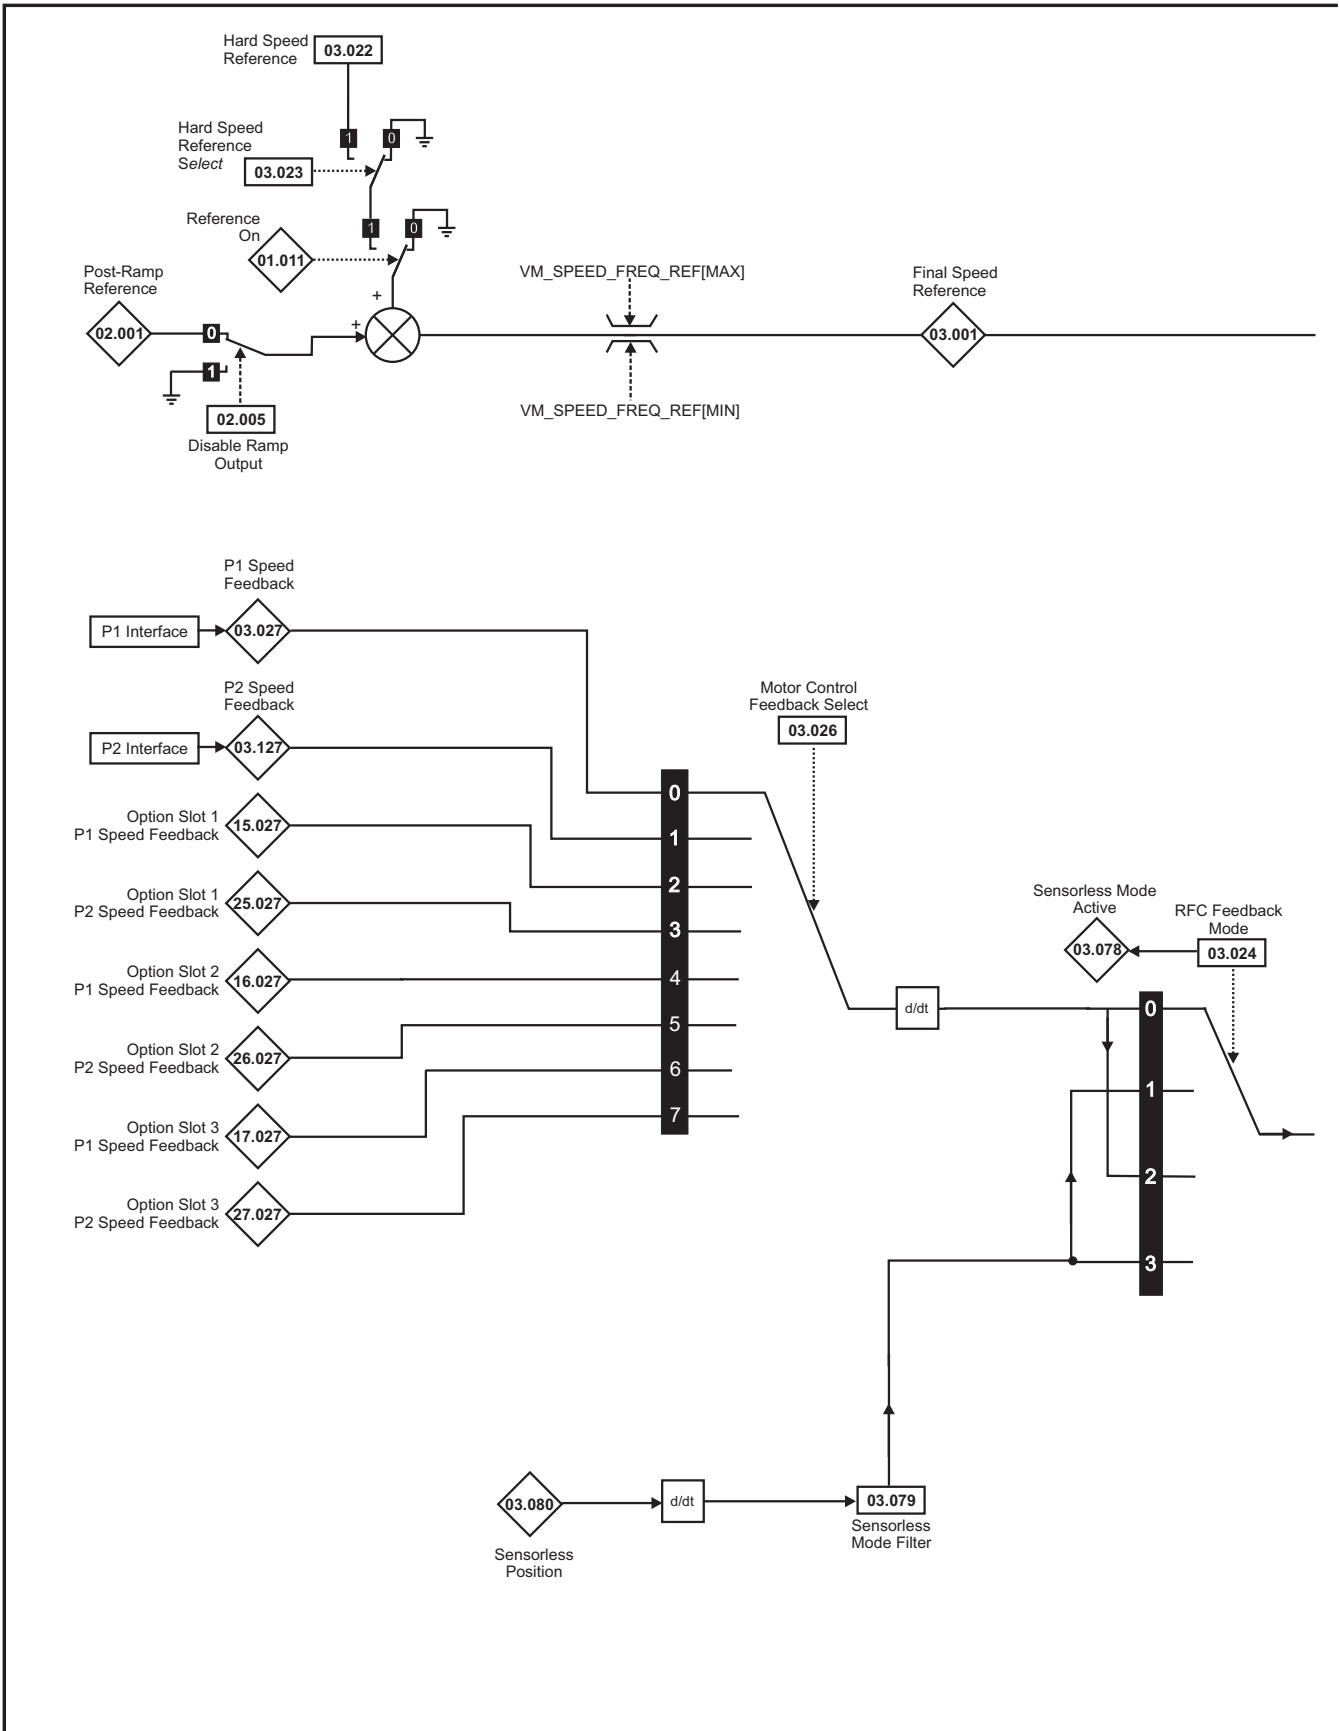 Hard Speed
Reference
03.022
1
0
Hard Speed
Reference
Select
03.023
1
0
Reference
On
01.011
Post-Ramp
Reference
02.001
0
1
+
+
02.005
Disable Ramp
Output
VM_SPEED_FREQ_REF[MAX]
VM_SPEED_FREQ_REF[MIN]
Final Speed
Reference
03.001
P1 Speed
Feedback
P1 Interface
03.027
P2 Speed
Feedback
P2 Interface
03.127
Option Slot 1
P1 Speed Feedback
15.027
Option Slot 1
P2 Speed Feedback
25.027
Option Slot 2
P1 Speed Feedback
16.027
Option Slot 2
P2 Speed Feedback
26.027
Option Slot 3
P1 Speed Feedback
17.027
Option Slot 3
P2 Speed Feedback
27.027
0
1
2
3
4
5
6
7
Motor Control
Feedback Select
03.026
d/dt
Sensorless Mode
Active
03.078
RFC Feedback
Mode
03.024
0
1
2
3
03.080
Sensorless
Position
d/dt
03.079
Sensorless
Mode Filter